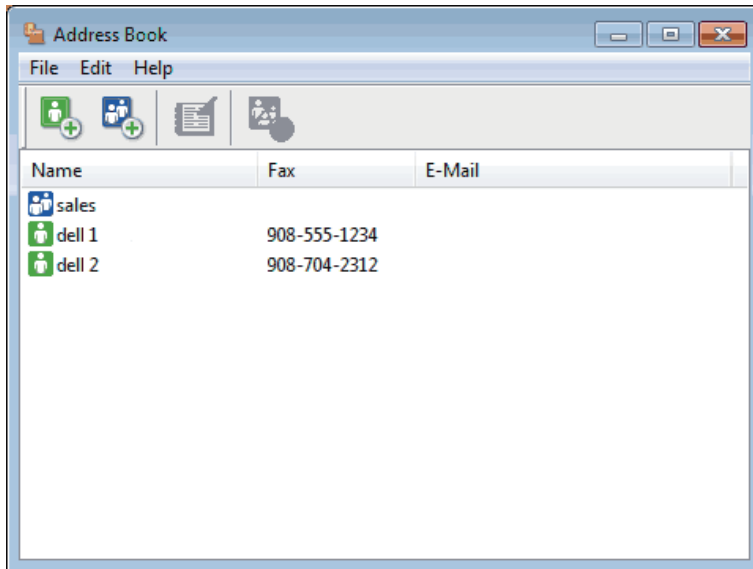 Address Book
File Edit Help
Name Fax E-Mail
sales
dell 1 908-555-1234
dell 2 908-704-2312